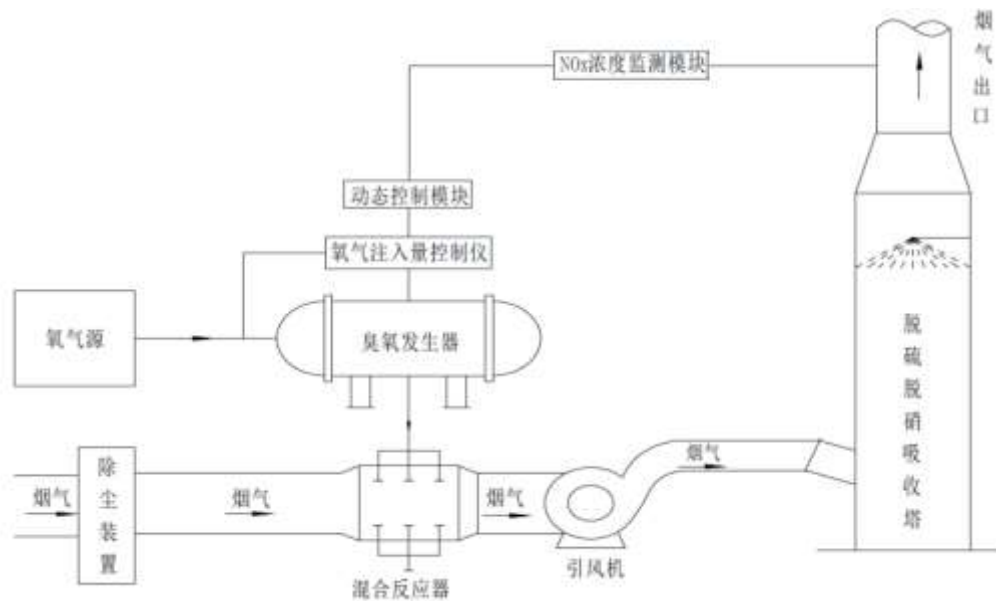 烟气出口
NOx浓度监测模块
动态控制模块
氧气注入量控制仪
氧气源
臭氧发生器
脱硫脱硝吸收塔
除尘装置
烟气
烟气
烟气
烟气
混合反应器
引风机